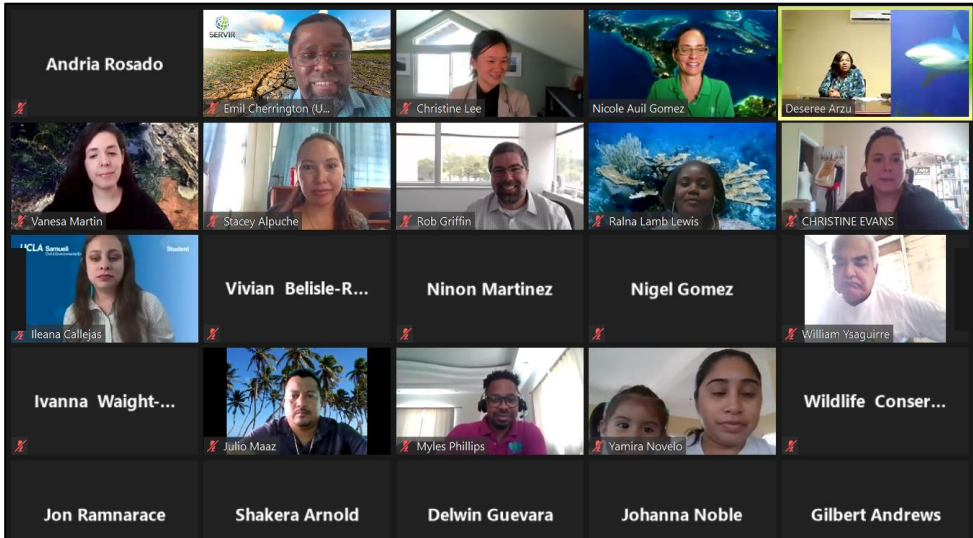 Andria Rosado
SERVIR
Emil Cherrington (U...
Christine Lee
Nicole Auil Gomez
Deseree Arzu
Vanesa Martin
Stacey Alpuche
Rob Griffin
Ralna Lamb Lewis
CHRISTINE EVANS
UCLA Samueli
Civil & Environmental
Student
Ileana Callejas
Vivian Belisle-R...
Ninon Martinez
Nigel Gomez
William Ysaguirre
Ivanna Waight-...
Julio Maaz
Myles Phillips
Yamira Novelo
Wildlife Conser...
Jon Ramnarace
Shakera Arnold
Delwin Guevara
Johanna Noble
Gilbert Andrews